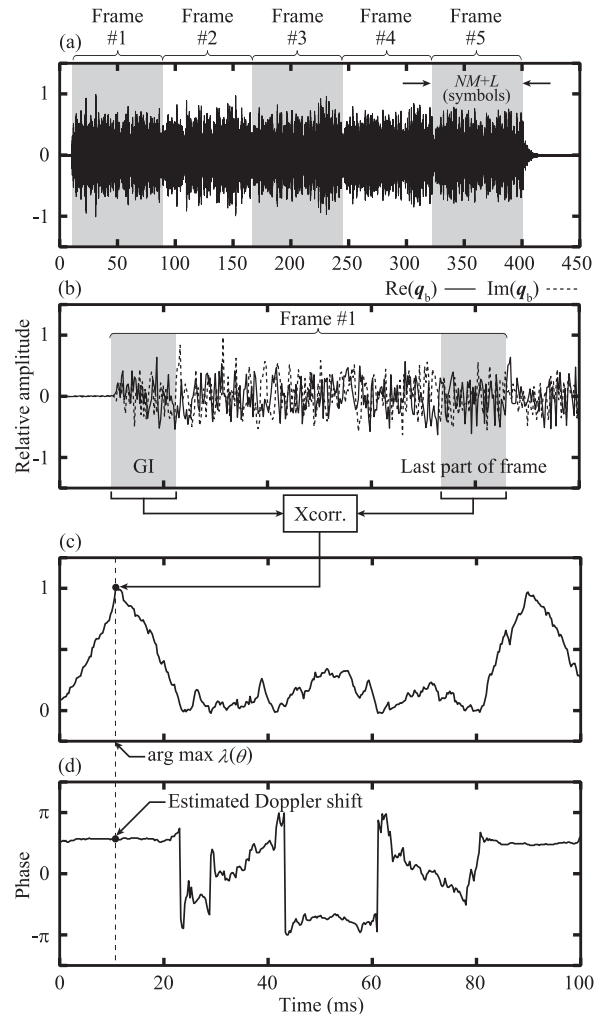 Frame Frame Frame Frame Frame
#1 #2 #3 #4 #5
(a)
NM+L
(symbols)
1
0
-1
0 50 100 150 200 250 300 350 400 450
(b) Re(q_b) Im(q_b)
Frame #1
1
0
-1
Relative amplitude
GI Last part of frame
Xcorr.
(c)
1
0
arg max λ(θ)
(d)
Estimated Doppler shift
π
0
-π
Phase
0 20 40 60 80 100
Time (ms)